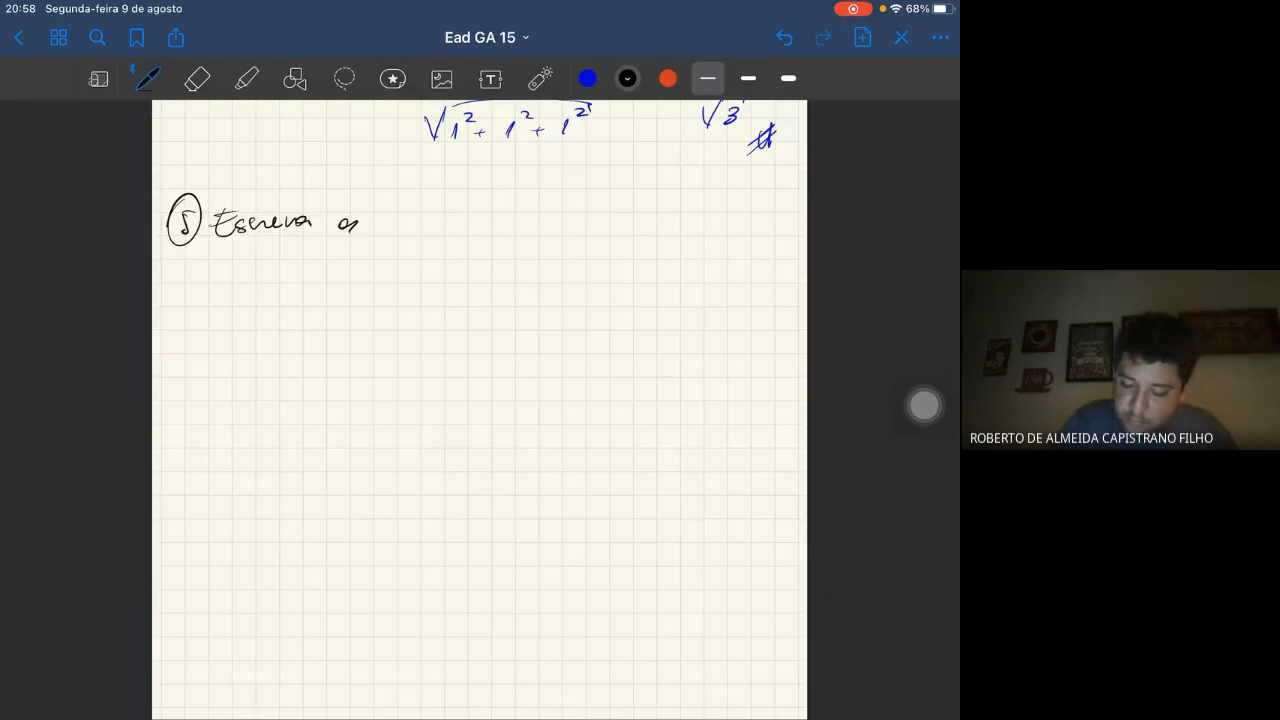 20:58 Segunda-feira 9 de agosto 68%
Ead GA 15
T
√1² + 1² + 1² √3
5 Escreva a
ROBERTO DE ALMEIDA CAPISTRANO FILHO